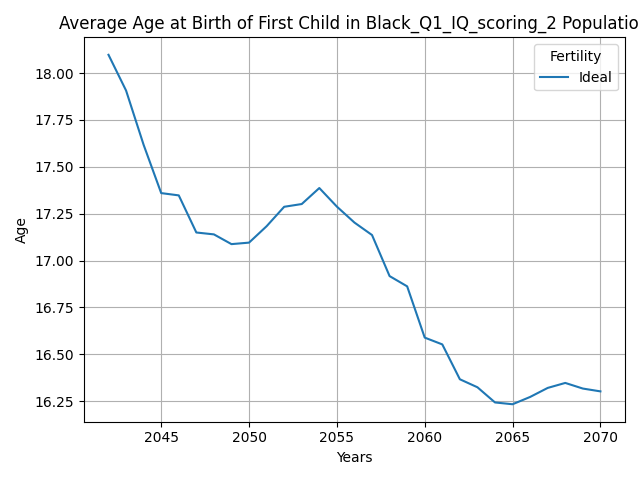 Average Age at Birth of First Child in Black_Q1_IQ_scoring_2 Populatio
Fertility
Ideal
18.00
17.75
17.50
17.25
17.00
16.75
16.50
16.25
Age
2045 2050 2055 2060 2065 2070
Years